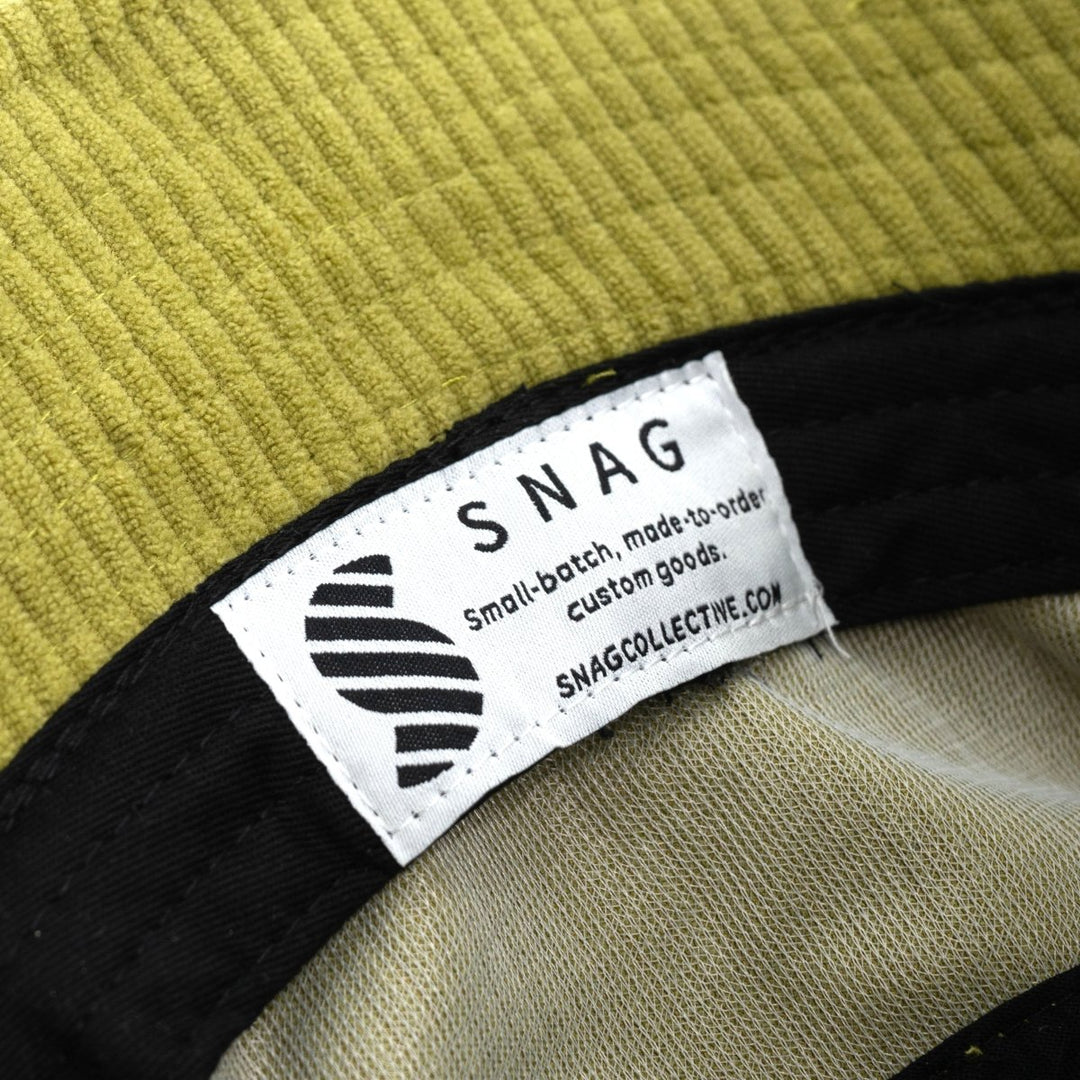 SNAG
Small-batch, made-to-order
custom goods.
SNAGCOLLECTIVE.COM